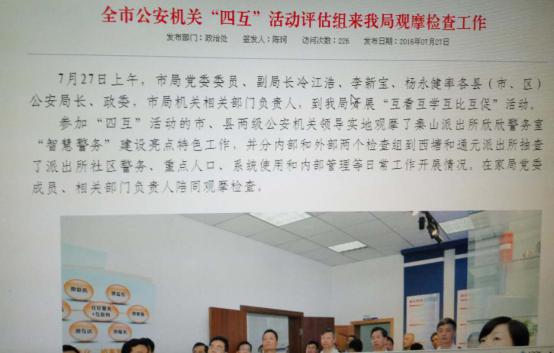 全市公安机关“四互”活动评估组来我局观摩检查工作
发布部门：政治处 签发人：陈珂 访问次数：226 发布日期：2016年07月27日
7月27日上午，市局党委委员、副局长冷江浩、李新宝、杨永健率各县（市、区）
公安局长、政委，市局机关相关部门负责人，到我局开展“互看互学互比互促”活动。
参加“四互”活动的市、县两级公安机关领导实地观摩了秦山派出所欣欣警务室
“智慧警务”建设亮点特色工作，并分内部和外部两个检查组到西塘和通元派出所抽查
了派出所社区警务、重点人口、系统使用和内部管理等日常工作开展情况。在家局党委
成员、相关部门负责人陪同观摩检查。